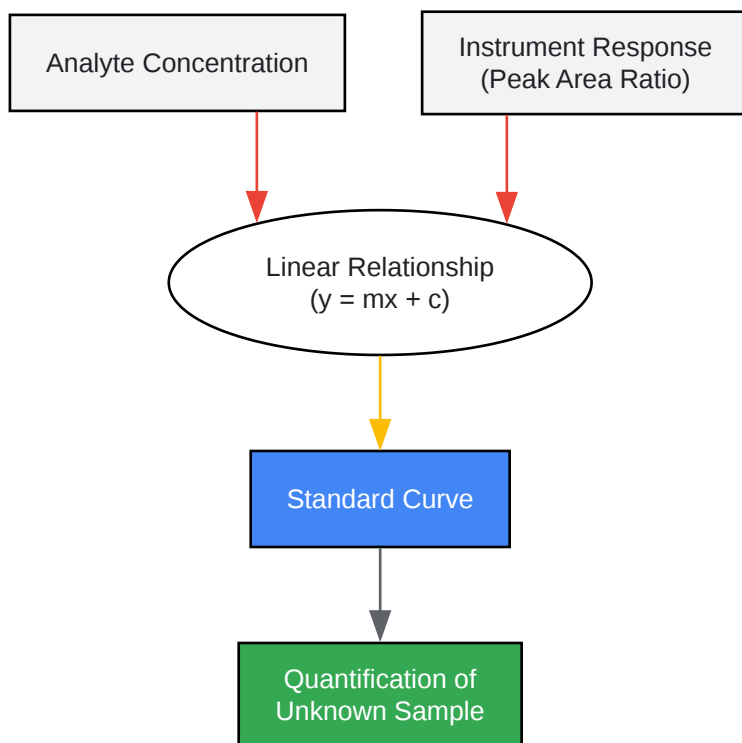 Analyte Concentration
Instrument Response
(Peak Area Ratio)
Linear Relationship
(y = mx + c)
Standard Curve
Quantification of
Unknown Sample